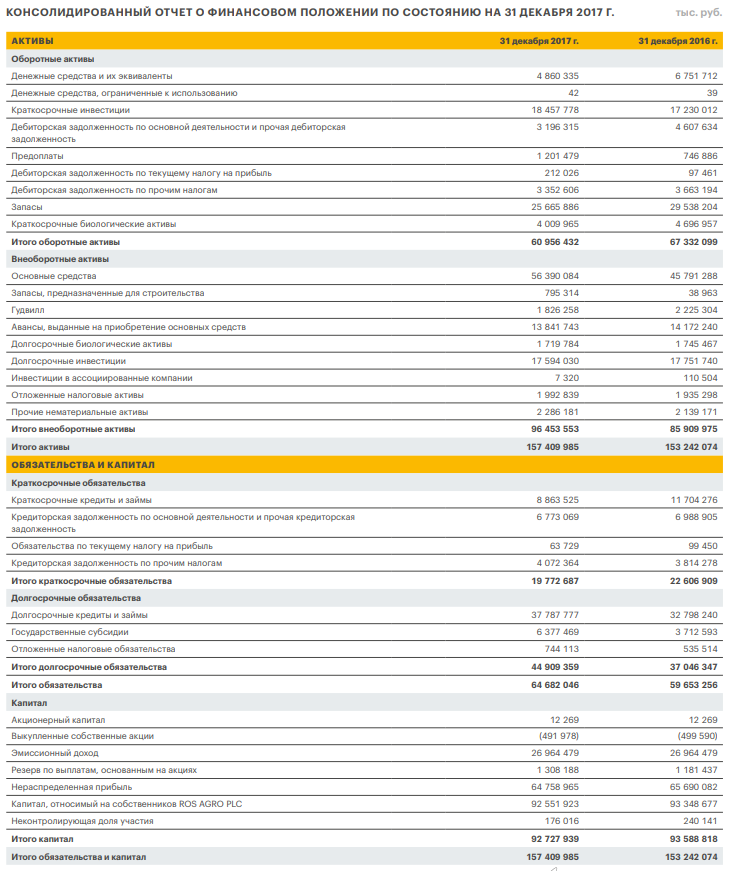 КОНСОЛИДИРОВАННЫЙ ОТЧЕТ О ФИНАНСОВОМ ПОЛОЖЕНИИ ПО СОСТОЯНИЮ НА 31 ДЕКАБРЯ 2017 Г. тыс. руб.
АКТИВЫ 31 декабря 2017 г. 31 декабря 2016 г.
Оборотные активы
Денежные средства и их эквиваленты 4 860 335 6 751 712
Денежные средства, ограниченные к использованию 42 39
Краткосрочные инвестиции 18 457 778 17 230 012
Дебиторская задолженность по основной деятельности и прочая дебиторская
задолженность 3 196 315 4 607 634
Предоплаты 1 201 479 746 886
Дебиторская задолженность по текущему налогу на прибыль 212 026 97 461
Дебиторская задолженность по прочим налогам 3 352 606 3 663 194
Запасы 25 665 886 29 538 204
Краткосрочные биологические активы 4 009 965 4 696 957
Итого оборотные активы 60 956 432 67 332 099
Внеоборотные активы
Основные средства 56 390 084 45 791 288
Запасы, предназначенные для строительства 795 314 38 963
Гудвилл 1 826 258 2 225 304
Авансы, выданные на приобретение основных средств 13 841 743 14 172 240
Долгосрочные биологические активы 1 719 784 1 745 467
Долгосрочные инвестиции 17 594 030 17 751 740
Инвестиции в ассоциированные компании 7 320 110 504
Отложенные налоговые активы 1 992 839 1 935 298
Прочие нематериальные активы 2 286 181 2 139 171
Итого внеоборотные активы 96 453 553 85 909 975
Итого активы 157 409 985 153 242 074
ОБЯЗАТЕЛЬСТВА И КАПИТАЛ
Краткосрочные обязательства
Краткосрочные кредиты и займы 8 863 525 11 704 276
Кредиторская задолженность по основной деятельности и прочая кредиторская
задолженность 6 773 069 6 988 905
Обязательства по текущему налогу на прибыль 63 729 99 450
Кредиторская задолженность по прочим налогам 4 072 364 3 814 278
Итого краткосрочные обязательства 19 772 687 22 606 909
Долгосрочные обязательства
Долгосрочные кредиты и займы 37 787 777 32 798 240
Государственные субсидии 6 377 469 3 712 593
Отложенные налоговые обязательства 744 113 535 514
Итого долгосрочные обязательства 44 909 359 37 046 347
Итого обязательства 64 682 046 59 653 256
Капитал
Акционерный капитал 12 269 12 269
Выкупленные собственные акции (491 978) (499 590)
Эмиссионный доход 26 964 479 26 964 479
Резерв по выплатам, основанным на акциях 1 308 188 1 181 437
Нераспределенная прибыль 64 758 965 65 690 082
Капитал, относимый на собственников ROS AGRO PLC 92 551 923 93 348 677
Неконтролирующая доля участия 176 016 240 141
Итого капитал 92 727 939 93 588 818
Итого обязательства и капитал 157 409 985 153 242 074